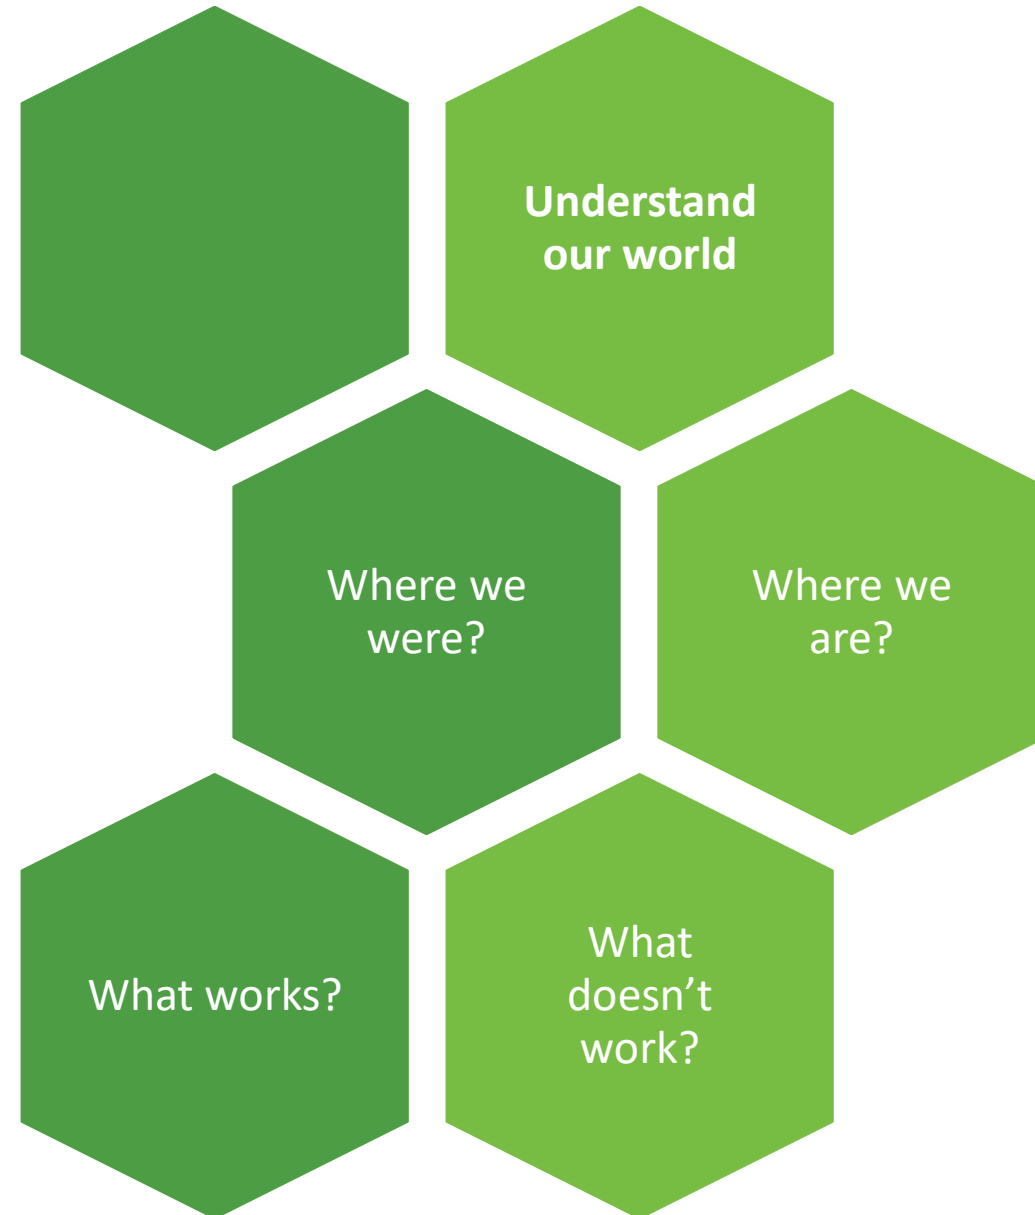 Understand
our world
Where we
were?
Where we
are?
What works?
What
doesn’t
work?